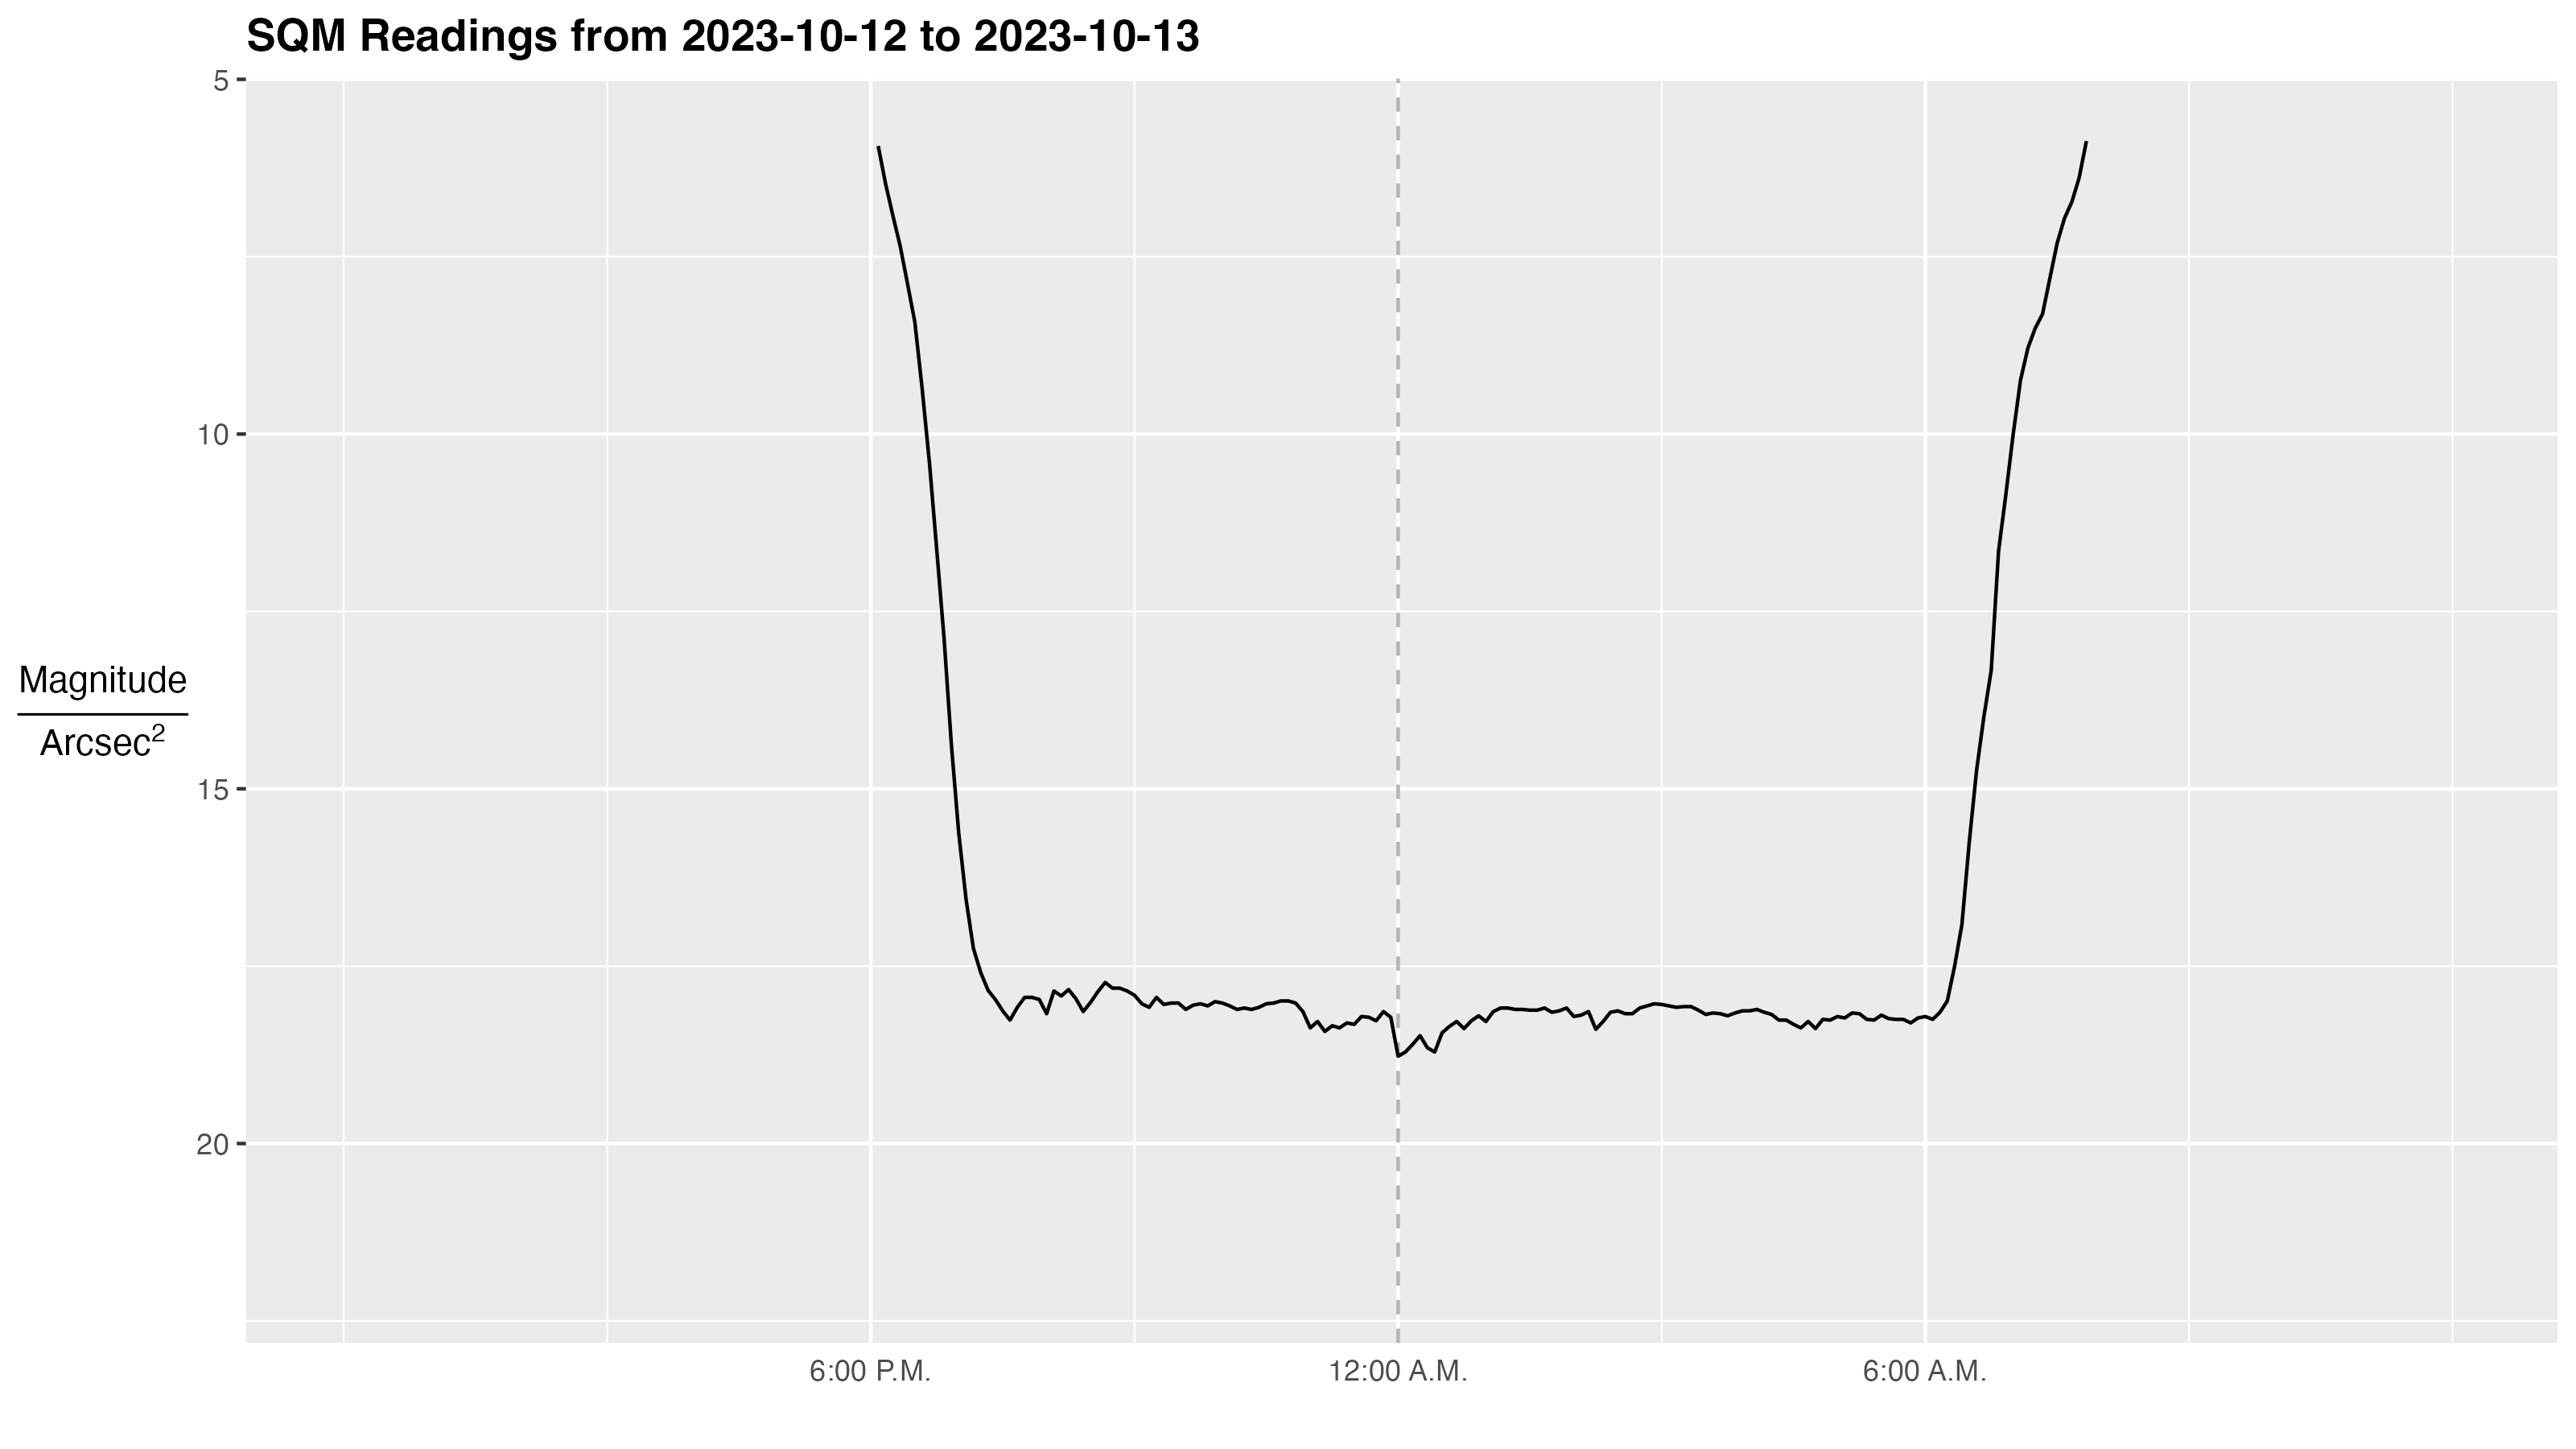 SQM Readings from 2023-10-12 to 2023-10-13
5
10
15
20
Magnitude
Arcsec²
6:00 P.M.
12:00 A.M.
6:00 A.M.